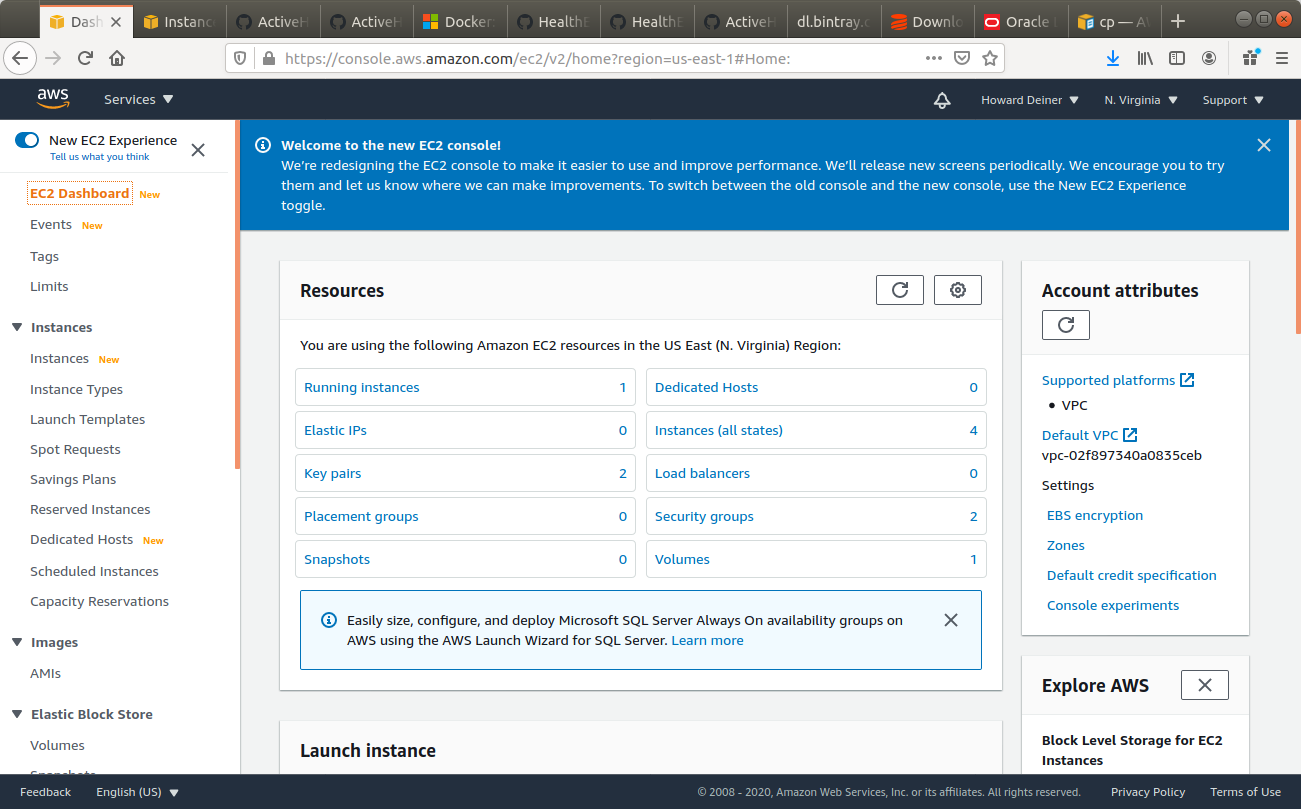 Dash
Instanc
ActiveH
ActiveH
Docker:
HealthE
HealthE
ActiveH
dl.bintray.c
Downlo
Oracle
cp — A
https://console.aws.amazon.com/ec2/v2/home?region=us-east-1#Home:
aws
Services
Howard Deiner
N. Virginia
Support
New EC2 Experience
Tell us what you think
EC2 Dashboard New
Events New
Tags
Limits
Instances
Instances New
Instance Types
Launch Templates
Spot Requests
Savings Plans
Reserved Instances
Dedicated Hosts New
Scheduled Instances
Capacity Reservations
Images
AMIs
Elastic Block Store
Volumes
Snapshots
Welcome to the new EC2 console!
We're redesigning the EC2 console to make it easier to use and improve performance. We'll release new screens periodically. We encourage you to try
them and let us know where we can make improvements. To switch between the old console and the new console, use the New EC2 Experience
toggle.
Resources
You are using the following Amazon EC2 resources in the US East (N. Virginia) Region:
Running instances 1
Dedicated Hosts 0
Elastic IPs 0
Instances (all states) 4
Key pairs 2
Load balancers 0
Placement groups 0
Security groups 2
Snapshots 0
Volumes 1
Easily size, configure, and deploy Microsoft SQL Server Always On availability groups on
AWS using the AWS Launch Wizard for SQL Server. Learn more
Launch instance
Account attributes
Supported platforms
• VPC
Default VPC
vpc-02f897340a0835ceb
Settings
EBS encryption
Zones
Default credit specification
Console experiments
Explore AWS
Block Level Storage for EC2
Instances
Feedback
English (US)
© 2008 - 2020, Amazon Web Services, Inc. or its affiliates. All rights reserved.
Privacy Policy
Terms of Use